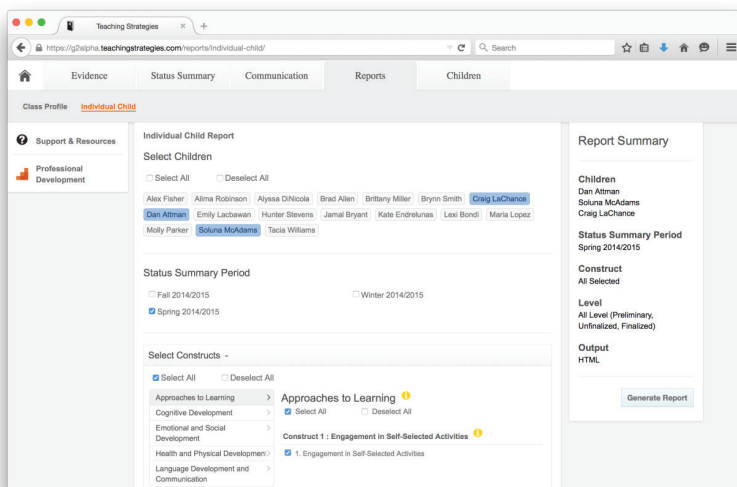 Teaching Strategies
https://g2alpha.teachingstrategies.com/reports/individual-child/
Search
Evidence
Status Summary
Communication
Reports
Children
Class Profile
Individual Child
Support & Resources
Professional
Development
Individual Child Report
Select Children
Select All
Deselect All
Alex Fisher Alima Robinson Alyssa DiNicola Brad Allen Brittany Miller Brynn Smith Craig LaChance
Dan Attman Emily Lacbawan Hunter Stevens Jamal Bryant Kate Endrelunas Lexi Bondi Maria Lopez
Molly Parker Soluna McAdams Tacia Williams
Status Summary Period
Fall 2014/2015
Winter 2014/2015
Spring 2014/2015
Select Constructs -
Select All
Deselect All
Approaches to Learning
Cognitive Development
Emotional and Social
Development
Health and Physical Development
Language Development and
Communication
Approaches to Learning
Select All
Deselect All
Construct 1 : Engagement in Self-Selected Activities
1. Engagement in Self-Selected Activities
Report Summary
Children
Dan Attman
Soluna McAdams
Craig LaChance
Status Summary Period
Spring 2014/2015
Construct
All Selected
Level
All Level (Preliminary,
Unfinalized, Finalized)
Output
HTML
Generate Report